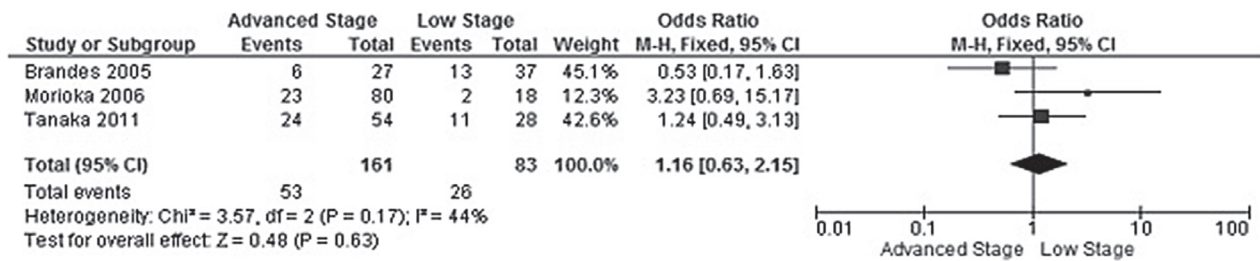 Advanced Stage Low Stage Odds Ratio Odds Ratio
Study or Subgroup Events Total Events Total Weight M-H, Fixed, 95% CI M-H, Fixed, 95% CI
Brandes 2005 6 27 13 37 45.1% 0.53 [0.17, 1.63]
Morioka 2006 23 80 2 18 12.3% 3.23 [0.69, 15.17]
Tanaka 2011 24 54 11 28 42.6% 1.24 [0.49, 3.13]
Total (95% CI) 161 83 100.0% 1.16 [0.63, 2.15]
Total events 53 26
Heterogeneity: Chi² = 3.57, df = 2 (P = 0.17); I² = 44%
Test for overall effect: Z = 0.48 (P = 0.63)
0.01 0.1 1 10 100
Advanced Stage Low Stage